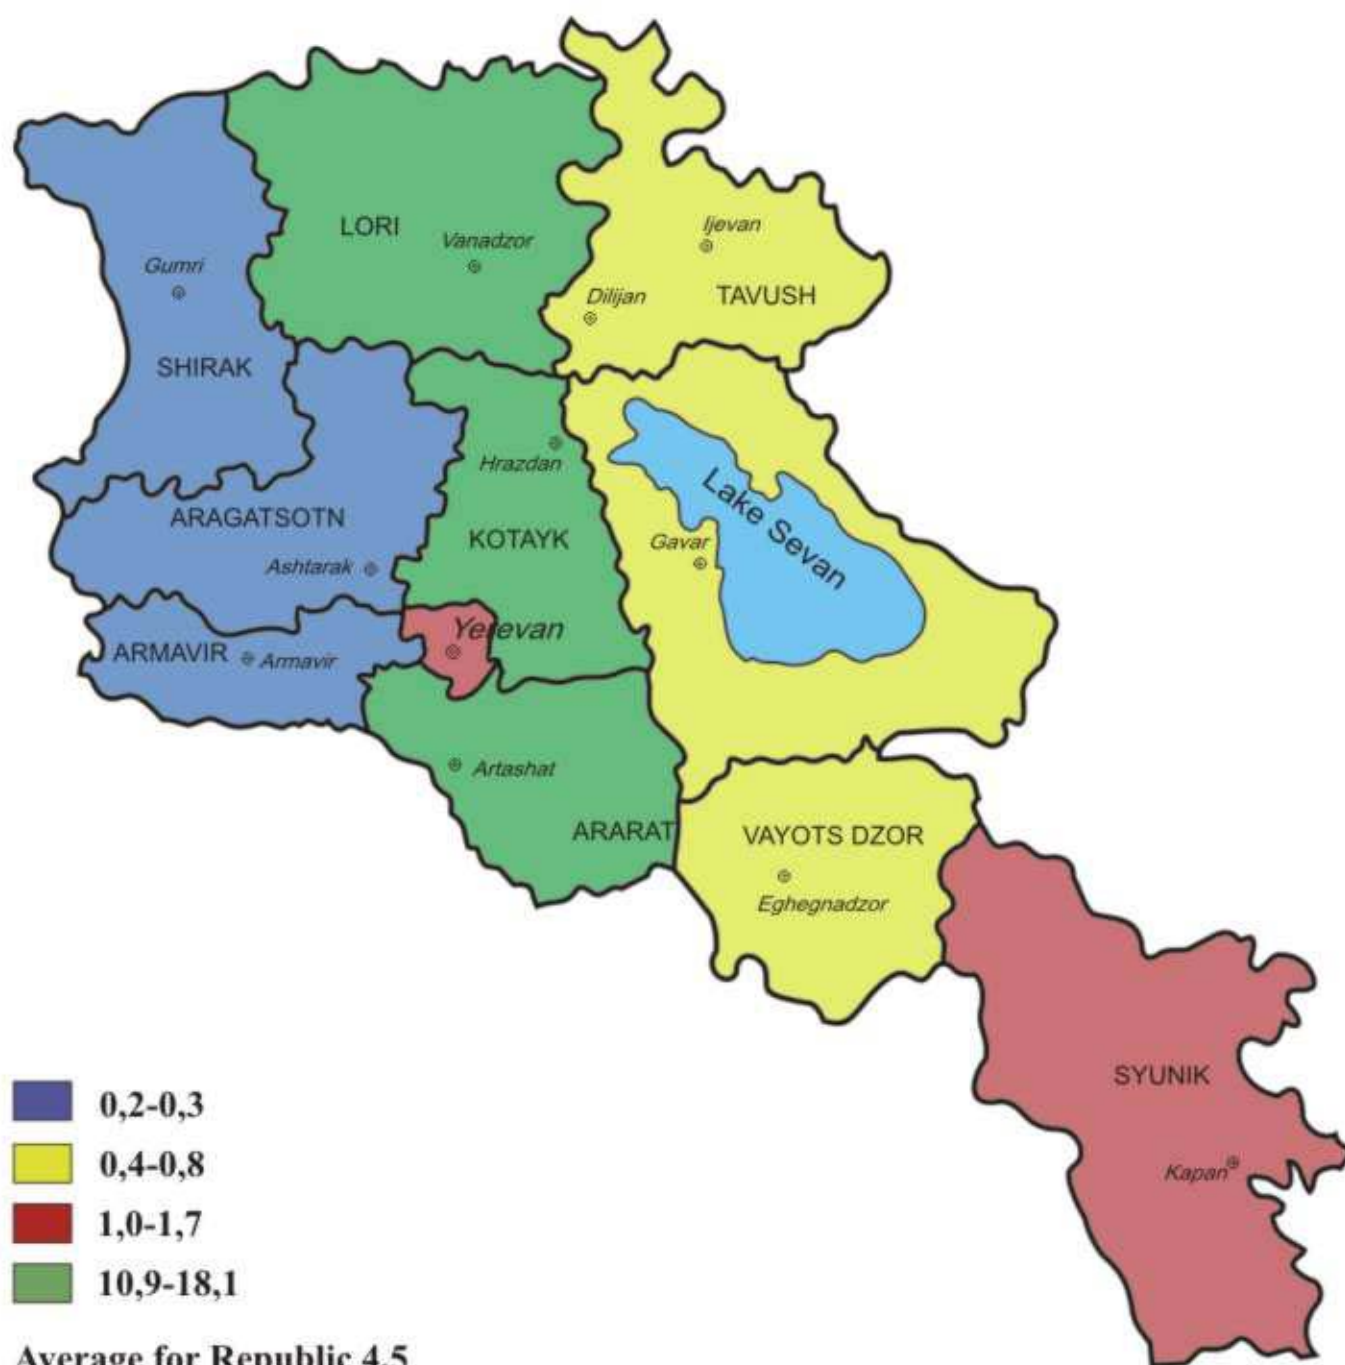 Ijevan
LORI
Vanadzor
Gumri
Dilijan
TAVUSH
SHIRAK
Hrazdan
Lake Sevan
ARAGATSOTN
KOTAYK
Gavar
Ashtarak
Yerevan
ARMAVIR
Armavir
Artashat
ARARAT
VAYOTS DZOR
Eghegnadzor
SYUNIK
Kapan
0,2-0,3
0,4-0,8
1,0-1,7
10,9-18,1
Average for Republic 4,5